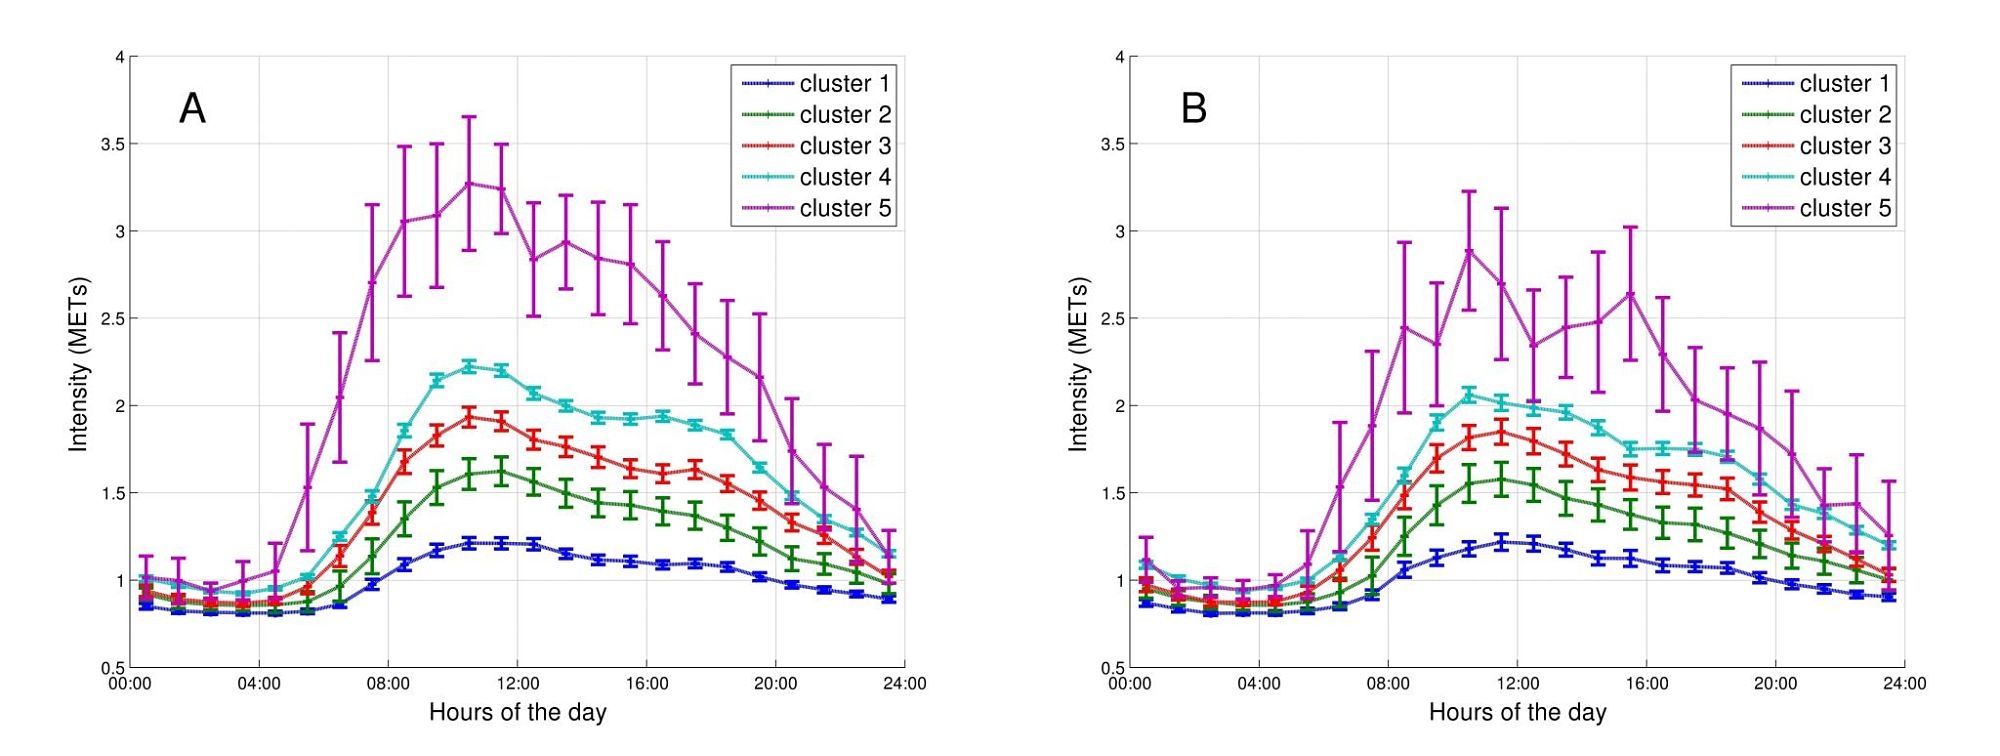 A
cluster 1
cluster 2
cluster 3
cluster 4
cluster 5
4
3.5
3
2.5
2
1.5
1
0.5
Intensity (METs)
00:00 04:00 08:00 12:00 16:00 20:00 24:00
Hours of the day
B
cluster 1
cluster 2
cluster 3
cluster 4
cluster 5
4
3.5
3
2.5
2
1.5
1
0.5
Intensity (METs)
00:00 04:00 08:00 12:00 16:00 20:00 24:00
Hours of the day